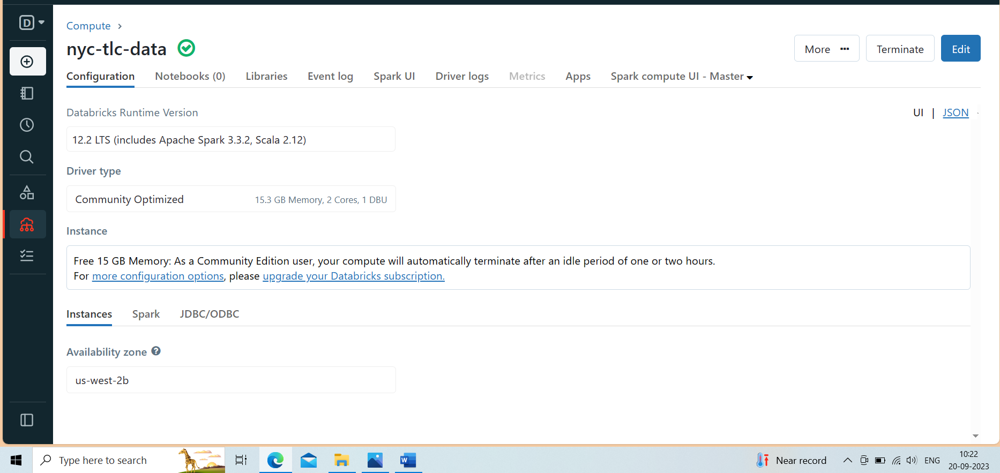 D
Compute ›
nyc-tlc-data
More ···
Terminate
Edit
Configuration Notebooks (0) Libraries Event log Spark UI Driver logs Metrics Apps Spark compute UI - Master
Databricks Runtime Version
UI | JSON
12.2 LTS (includes Apache Spark 3.3.2, Scala 2.12)
Driver type
Community Optimized 15.3 GB Memory, 2 Cores, 1 DBU
Instance
Free 15 GB Memory: As a Community Edition user, your compute will automatically terminate after an idle period of one or two hours.
For more configuration options, please upgrade your Databricks subscription.
Instances Spark JDBC/ODBC
Availability zone ?
us-west-2b
Type here to search
W
Near record
ENG
10:22
20-09-2023